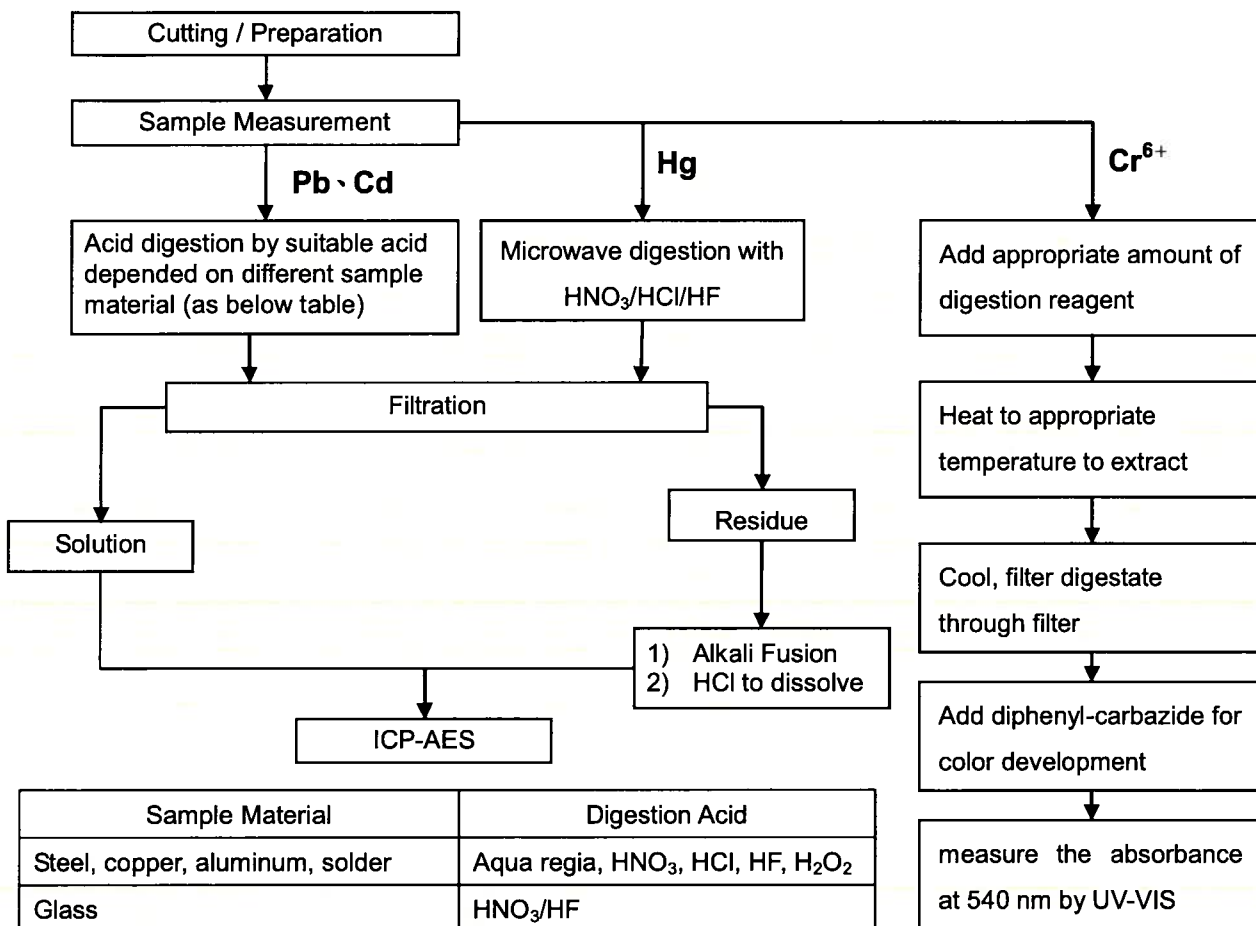 Cutting / Preparation
Sample Measurement
Pb、Cd
Hg
Cr⁶⁺
Acid digestion by suitable acid
depended on different sample
material (as below table)
Microwave digestion with
HNO₃/HCl/HF
Add appropriate amount of
digestion reagent
Filtration
Heat to appropriate
temperature to extract
Solution
Residue
Cool, filter digestate
through filter
1) Alkali Fusion
2) HCl to dissolve
ICP-AES
Add diphenyl-carbazide for
color development
measure the absorbance
at 540 nm by UV-VIS
Sample Material Digestion Acid
Steel, copper, aluminum, solder Aqua regia, HNO₃, HCl, HF, H₂O₂
Glass HNO₃/HF